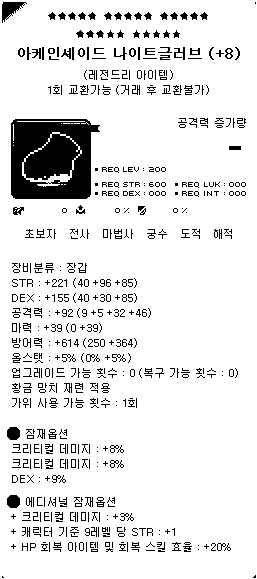 아케인셰이드 나이트글러브 (+8)
(레전드리 아이템)
1회 교환가능 (거래 후 교환불가)
공격력 증가량
REQ LEV : 200
REQ STR : 600 REQ LUK : 000
REQ DEX : 000 REQ INT : 000
0 0% 0%
초보자 전사 마법사 궁수 도적 해적
장비분류 : 장갑
STR : +221 (40 +96 +85)
DEX : +155 (40 +30 +85)
공격력 : +92 (9 +5 +32 +46)
마력 : +39 (0 +39)
방어력 : +614 (250 +364)
올스탯 : +5% (0% +5%)
업그레이드 가능 횟수 : 0 (복구 가능 횟수 : 0)
황금 망치 재련 적용
가위 사용 가능 횟수 : 1회
잠재옵션
크리티컬 데미지 : +8%
크리티컬 데미지 : +8%
DEX : +9%
에디셔널 잠재옵션
+ 크리티컬 데미지 : +3%
+ 캐릭터 기준 9레벨 당 STR : +1
+ HP 회복 아이템 및 회복 스킬 효율 : +20%